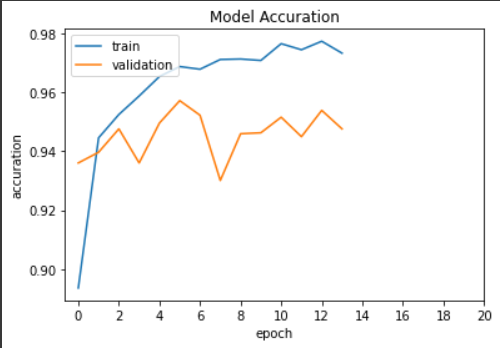 Model Accuration
0.98
0.96
0.94
0.92
0.90
accuration
train
validation
0 2 4 6 8 10 12 14 16 18 20
epoch